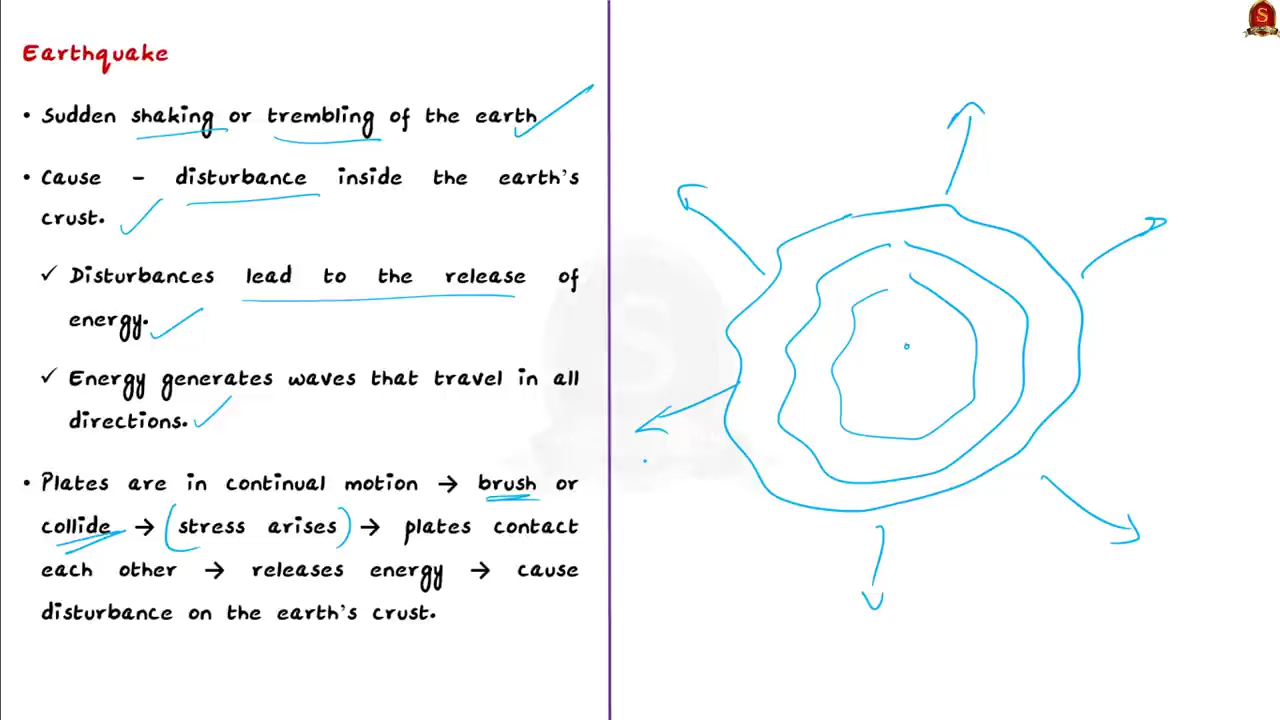 Earthquake
• Sudden shaking or trembling of the earth
• Cause – disturbance inside the earth's
crust.
✓ Disturbances lead to the release of
energy.
✓ Energy generates waves that travel in all
directions.
• Plates are in continual motion → brush or
collide → (stress arises) → plates contact
each other → releases energy → cause
disturbance on the earth's crust.
S
S